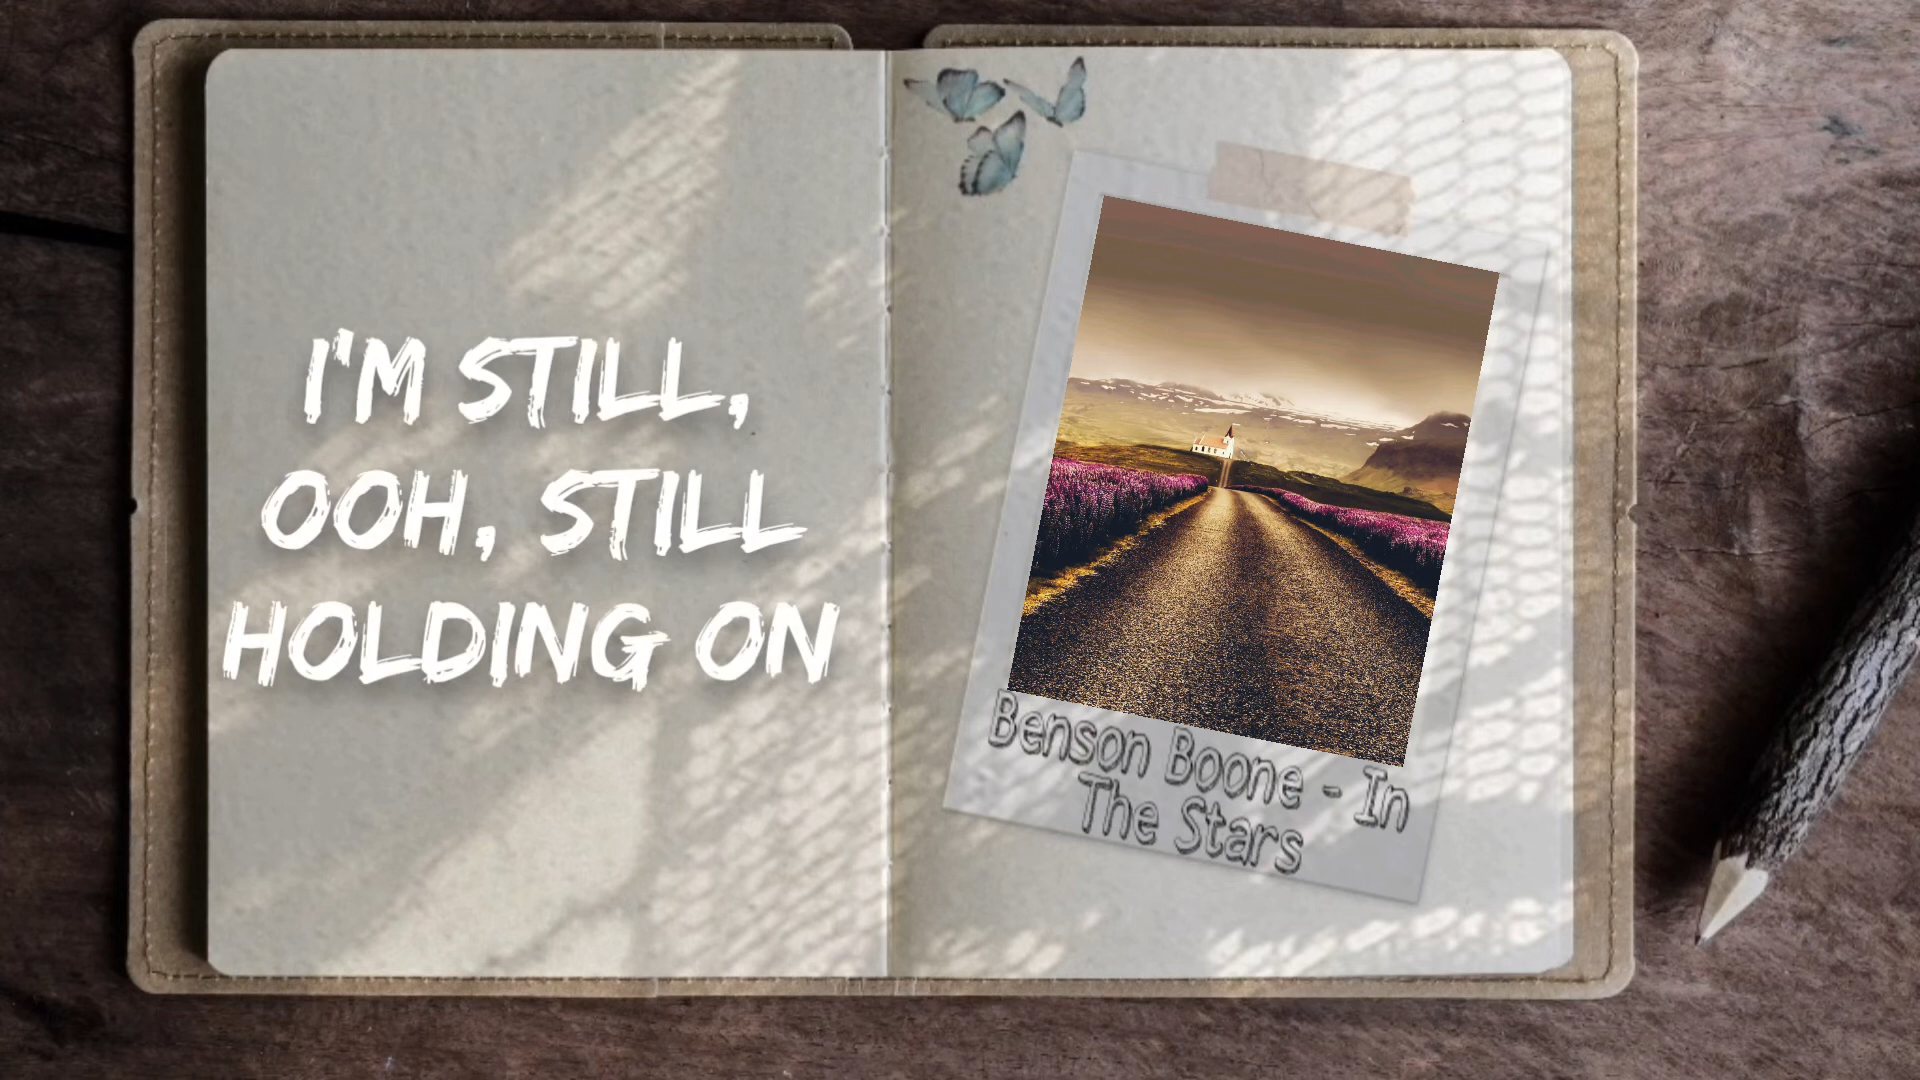 I'M STILL,
OOH, STILL
HOLDING ON
Benson Boone - In
The Stars